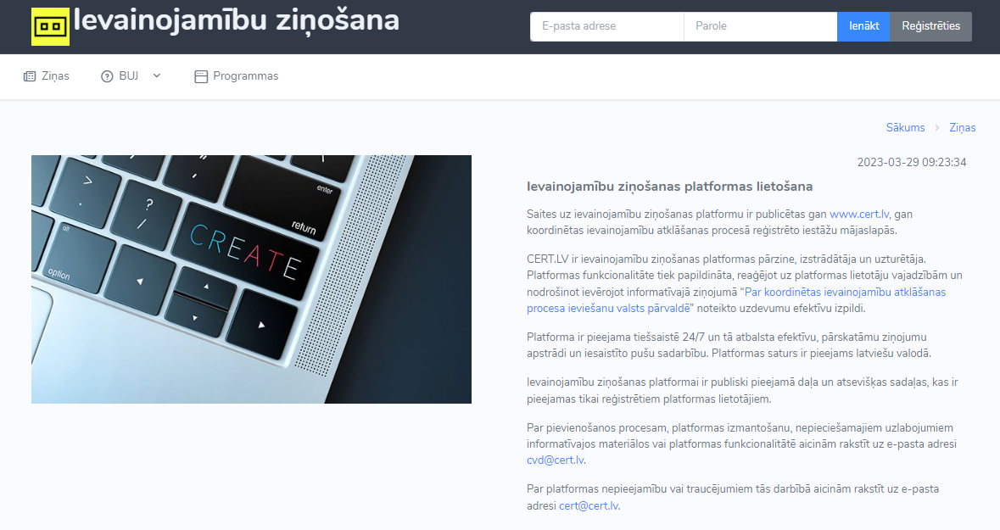 Ievainojamību ziņošana
E-pasta adrese
Parole
Ienākt
Reģistrēties
Ziņas
BUJ
Programmas
Sākums
Ziņas
2023-03-29 09:23:34
Ievainojamību ziņošanas platformas lietošana
Saites uz ievainojamību ziņošanas platformu ir publicētas gan www.cert.lv, gan
koordinētas ievainojamību atklāšanas procesā reģistrēto iestāžu mājaslapās.
CERT.LV ir ievainojamību ziņošanas platformas pārzine, izstrādātāja un uzturētāja.
Platformas funkcionalitāte tiek papildināta, reaģējot uz platformas lietotāju vajadzībām un
nodrošinot ievērojot informatīvajā ziņojumā “Par koordinētas ievainojamību atklāšanas
procesa ieviešanu valsts pārvaldē” noteikto uzdevumu efektīvu izpildi.
Platforma ir pieejama tiešsaistē 24/7 un tā atbalsta efektīvu, pārskatāmu ziņojumu
apstrādi un iesaistīto pušu sadarbību. Platformas saturs ir pieejams latviešu valodā.
Ievainojamību ziņošanas platformai ir publiski pieejamā daļa un atsevišķas sadaļas, kas ir
pieejamas tikai reģistrētiem platformas lietotājiem.
Par pievienošanos procesam, platformas izmantošanu, nepieciešamajiem uzlabojumiem
informatīvajos materiālos vai platformas funkcionalitātē aicinām rakstīt uz e-pasta adresi
cvd@cert.lv.
Par platformas nepieejamību vai traucējumiem tās darbībā aicinām rakstīt uz e-pasta
adresi cert@cert.lv.
enter
return
> .
? /
CREATE
alt
option